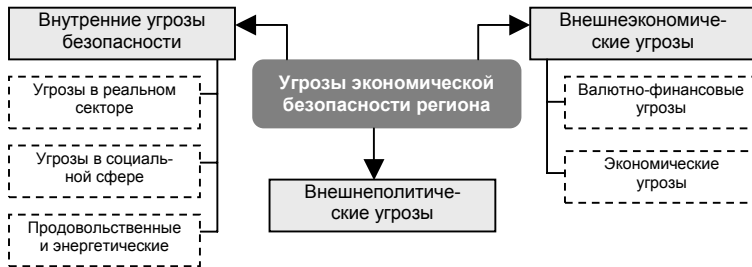 Внутренние угрозы
безопасности
Угрозы в реальном
секторе
Угрозы в социаль-
ной сфере
Продовольственные
и энергетические
Угрозы экономической
безопасности региона
Внешнеполитиче-
ские угрозы
Внешнеэкономиче-
ские угрозы
Валютно-финансовые
угрозы
Экономические
угрозы